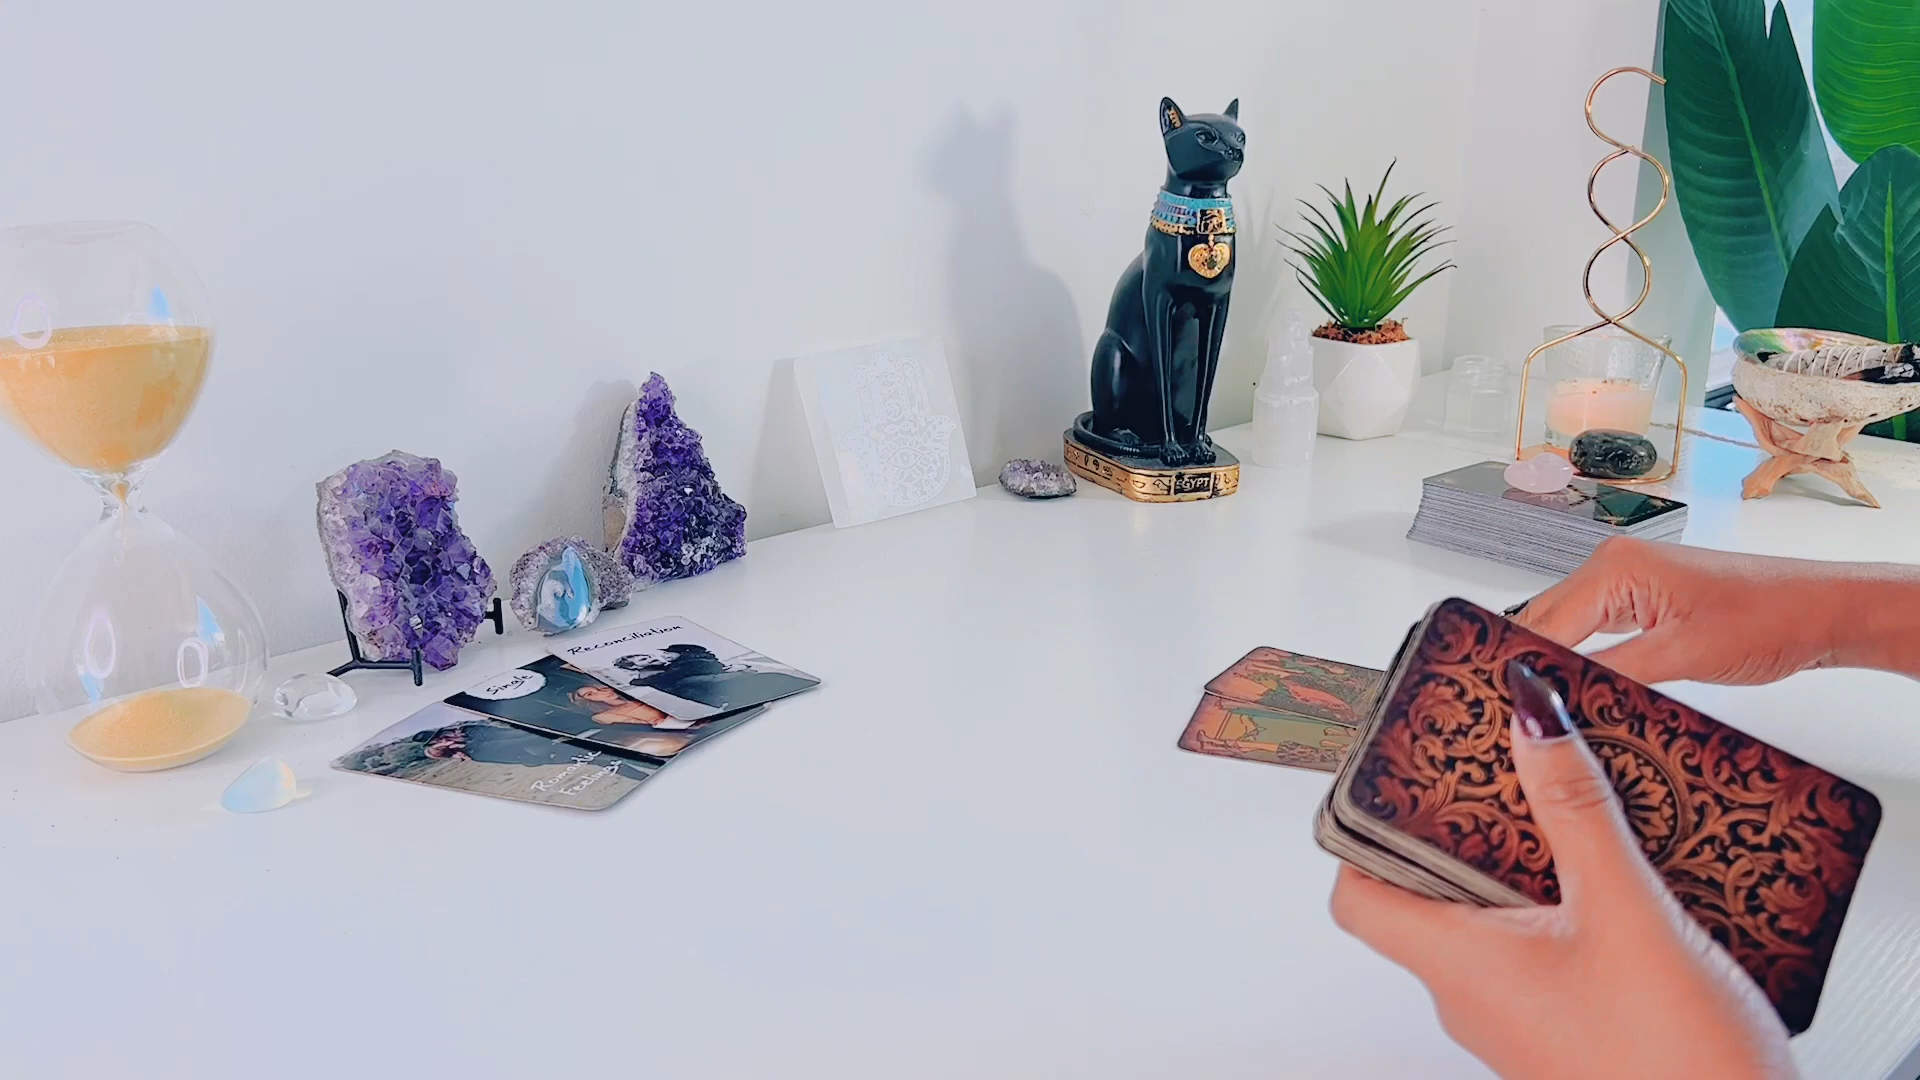 Reconciliation
Single
Romantic
Feelings
EGYPT